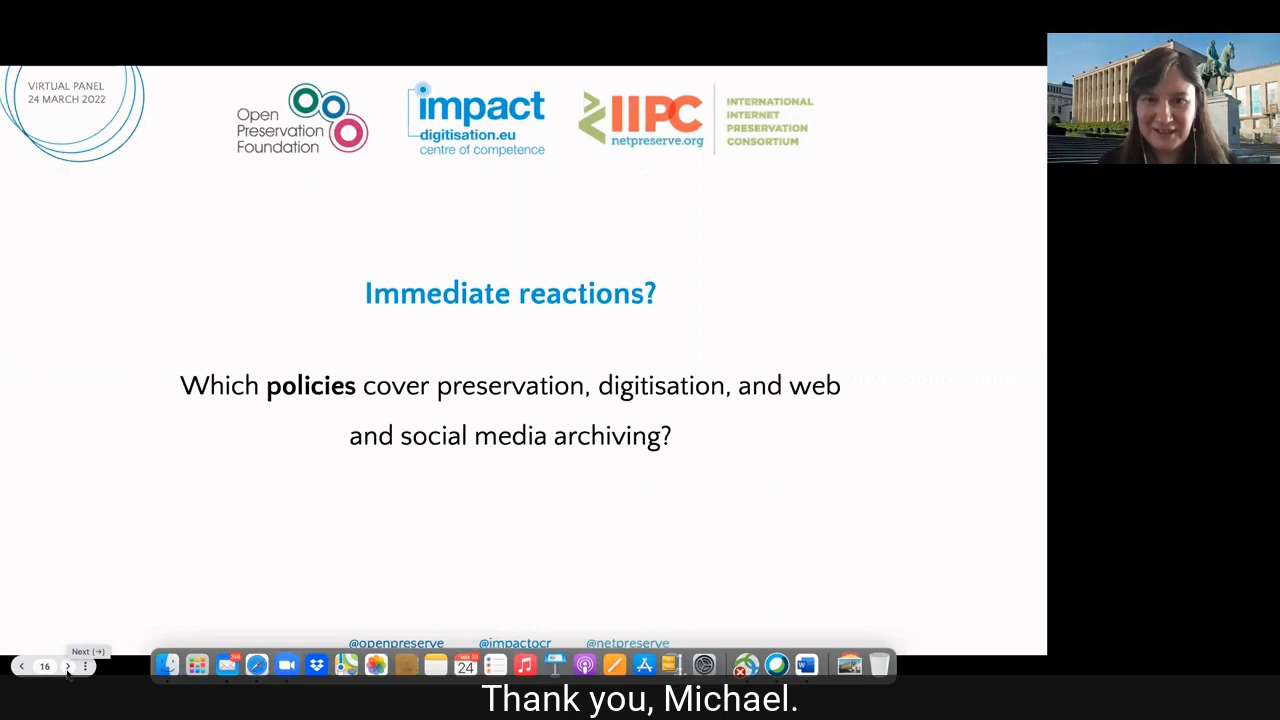 VIRTUAL PANEL
24 MARCH 2022
Open
Preservation
Foundation
impact
digitisation.eu
centre of competence
IIPC
netpreserve.org
INTERNATIONAL
INTERNET
PRESERVATION
CONSORTIUM
Immediate reactions?
Which policies cover preservation, digitisation, and web
and social media archiving?
@openpreserve @impactocr @netpreserve
Next (→)
16
24
Thank you, Michael.